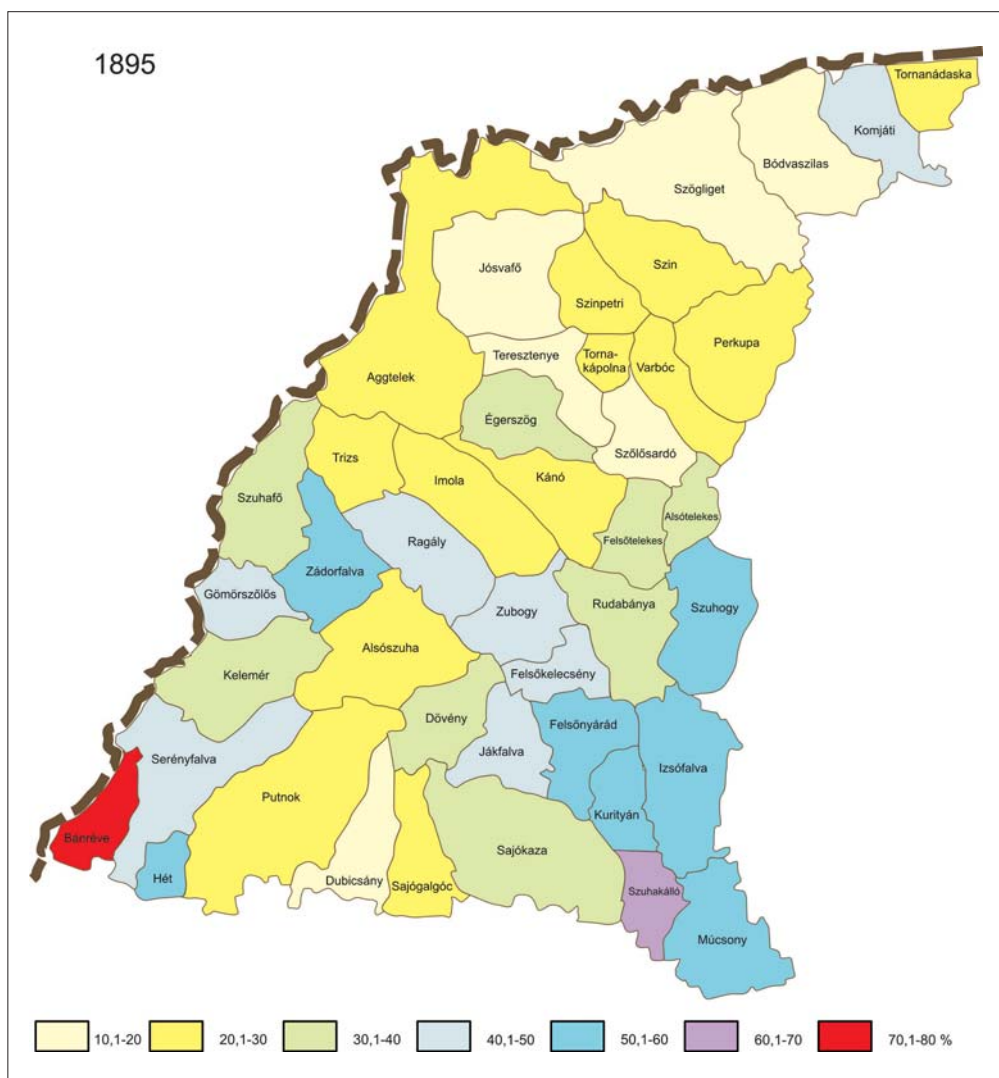 1895
Tornanádaska
Komjáti
Bódvaszilas
Szögliget
Jósvafő
Szin
Szinpetri
Perkupa
Teresztenye
Torna-
kápolna
Varbóc
Aggtelek
Égerszög
Szőlősardó
Trizs
Imola
Kánó
Szuhafő
Alsótelekes
Felsőtelekes
Ragály
Zádorfalva
Gömörszőlős
Zubogy
Rudabánya
Szuhogy
Alsószuha
Kelemér
Felsőkelecsény
Dövény
Felsőnyárád
Jákfalva
Serényfalva
Izsófalva
Putnok
Kurityán
Bánréve
Sajókaza
Hét
Dubicsány
Sajógalgóc
Szuhakálló
Múcsony
10,1-20 20,1-30 30,1-40 40,1-50 50,1-60 60,1-70 70,1-80 %